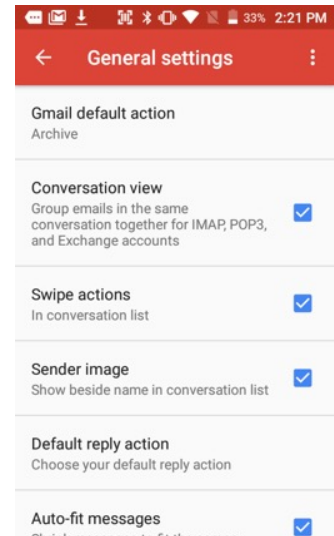 33% 2:21 PM
General settings
Gmail default action
Archive
Conversation view
Group emails in the same
conversation together for IMAP, POP3,
and Exchange accounts
Swipe actions
In conversation list
Sender image
Show beside name in conversation list
Default reply action
Choose your default reply action
Auto-fit messages